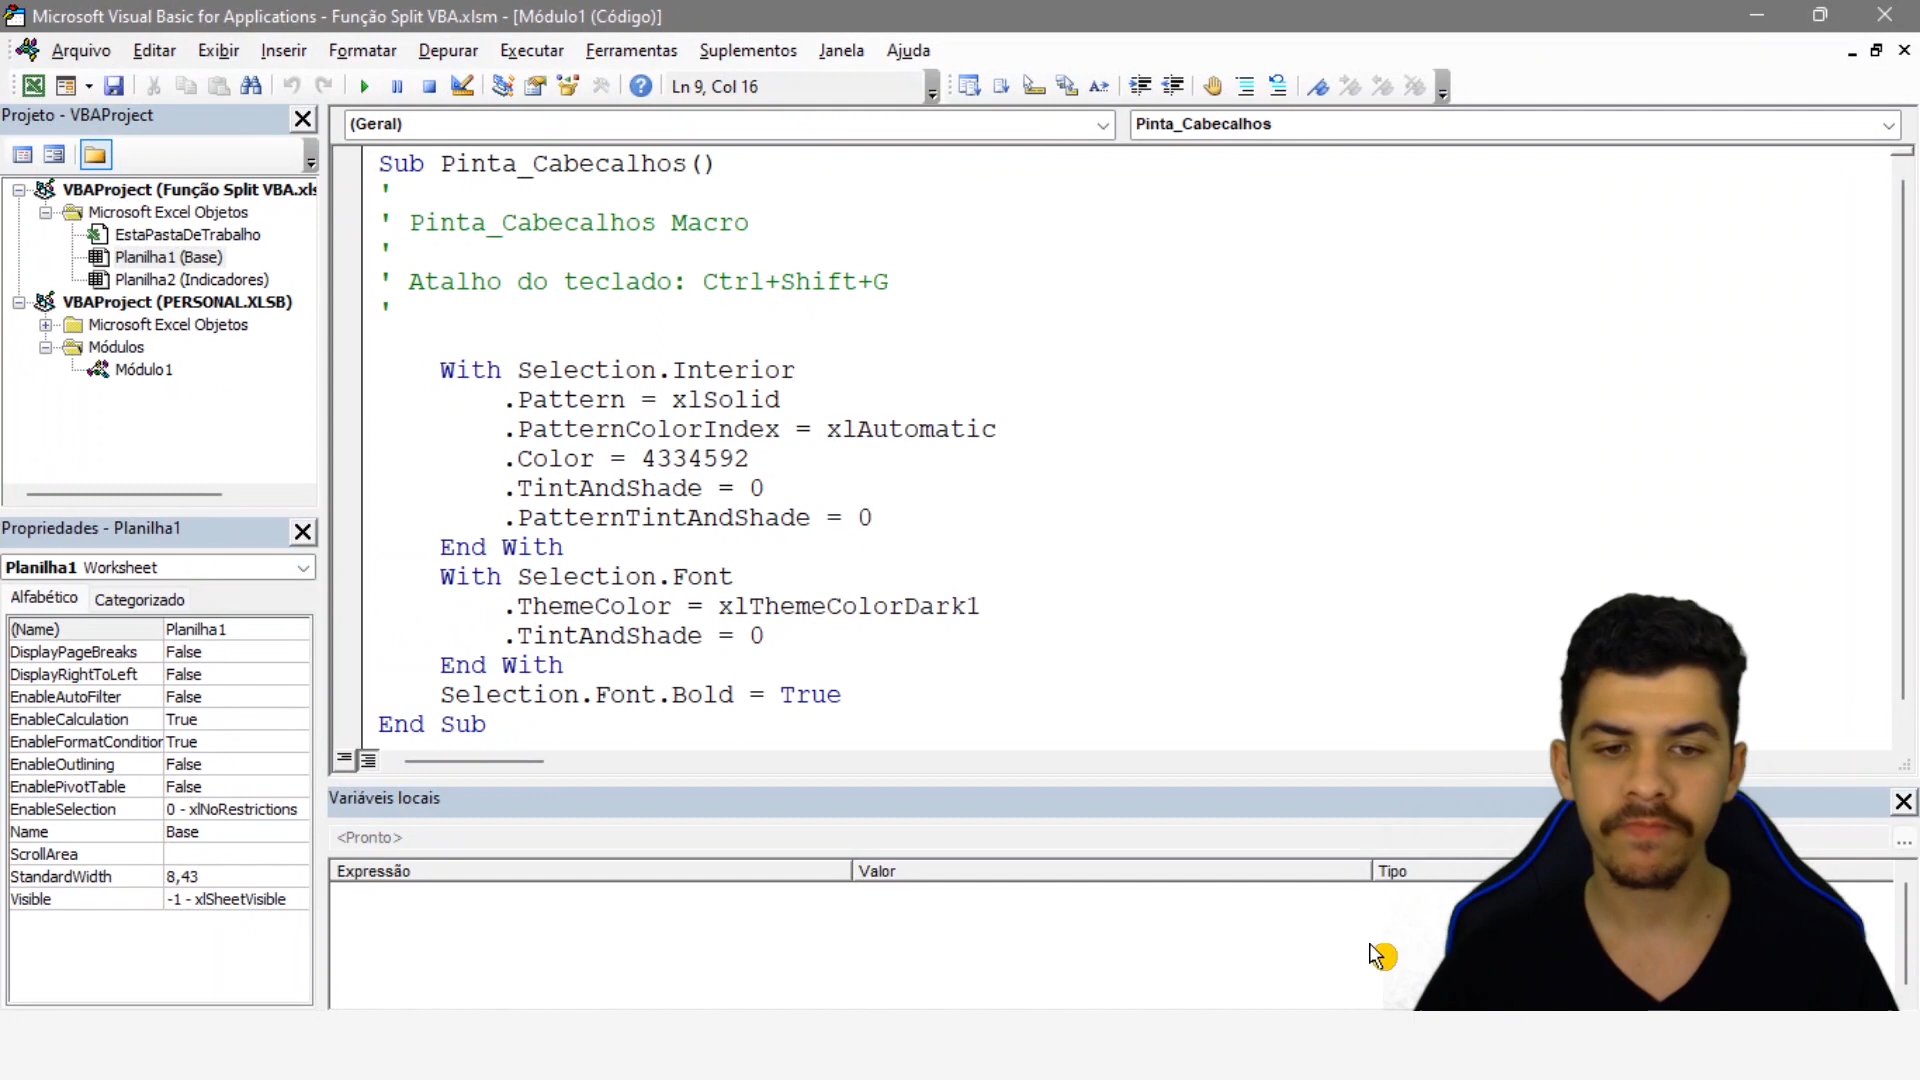 Microsoft Visual Basic for Applications - Função Split VBA.xlsm - [Módulo1 (Código)]
Arquivo Editar Exibir Inserir Formatar Depurar Executar Ferramentas Suplementos Janela Ajuda
Ln 9, Col 16
Projeto - VBAProject
VBAProject (Função Split VBA.xls
Microsoft Excel Objetos
EstaPastaDeTrabalho
Planilha1 (Base)
Planilha2 (Indicadores)
VBAProject (PERSONAL.XLSB)
Microsoft Excel Objetos
Módulos
Módulo1
Propriedades - Planilha1
Planilha1 Worksheet
Alfabético Categorizado
(Name) Planilha1
DisplayPageBreaks False
DisplayRightToLeft False
EnableAutoFilter False
EnableCalculation True
EnableFormatCondition True
EnableOutlining False
EnablePivotTable False
EnableSelection 0 - xlNoRestrictions
Name Base
ScrollArea
StandardWidth 8,43
Visible -1 - xlSheetVisible
(Geral) Pinta_Cabecalhos
Sub Pinta_Cabecalhos()
'
' Pinta_Cabecalhos Macro
'
' Atalho do teclado: Ctrl+Shift+G
'
With Selection.Interior
.Pattern = xlSolid
.PatternColorIndex = xlAutomatic
.Color = 4334592
.TintAndShade = 0
.PatternTintAndShade = 0
End With
With Selection.Font
.ThemeColor = xlThemeColorDark1
.TintAndShade = 0
End With
Selection.Font.Bold = True
End Sub
Variáveis locais
<Pronto>
...
Expressão Valor Tipo